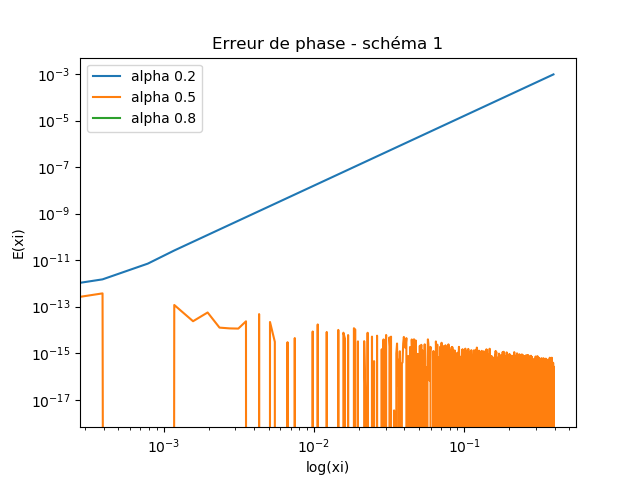 Erreur de phase - schéma 1
alpha 0.2
alpha 0.5
alpha 0.8
E(xi)
10⁻³
10⁻⁵
10⁻⁷
10⁻⁹
10⁻¹¹
10⁻¹³
10⁻¹⁵
10⁻¹⁷
10⁻³ 10⁻² 10⁻¹
log(xi)